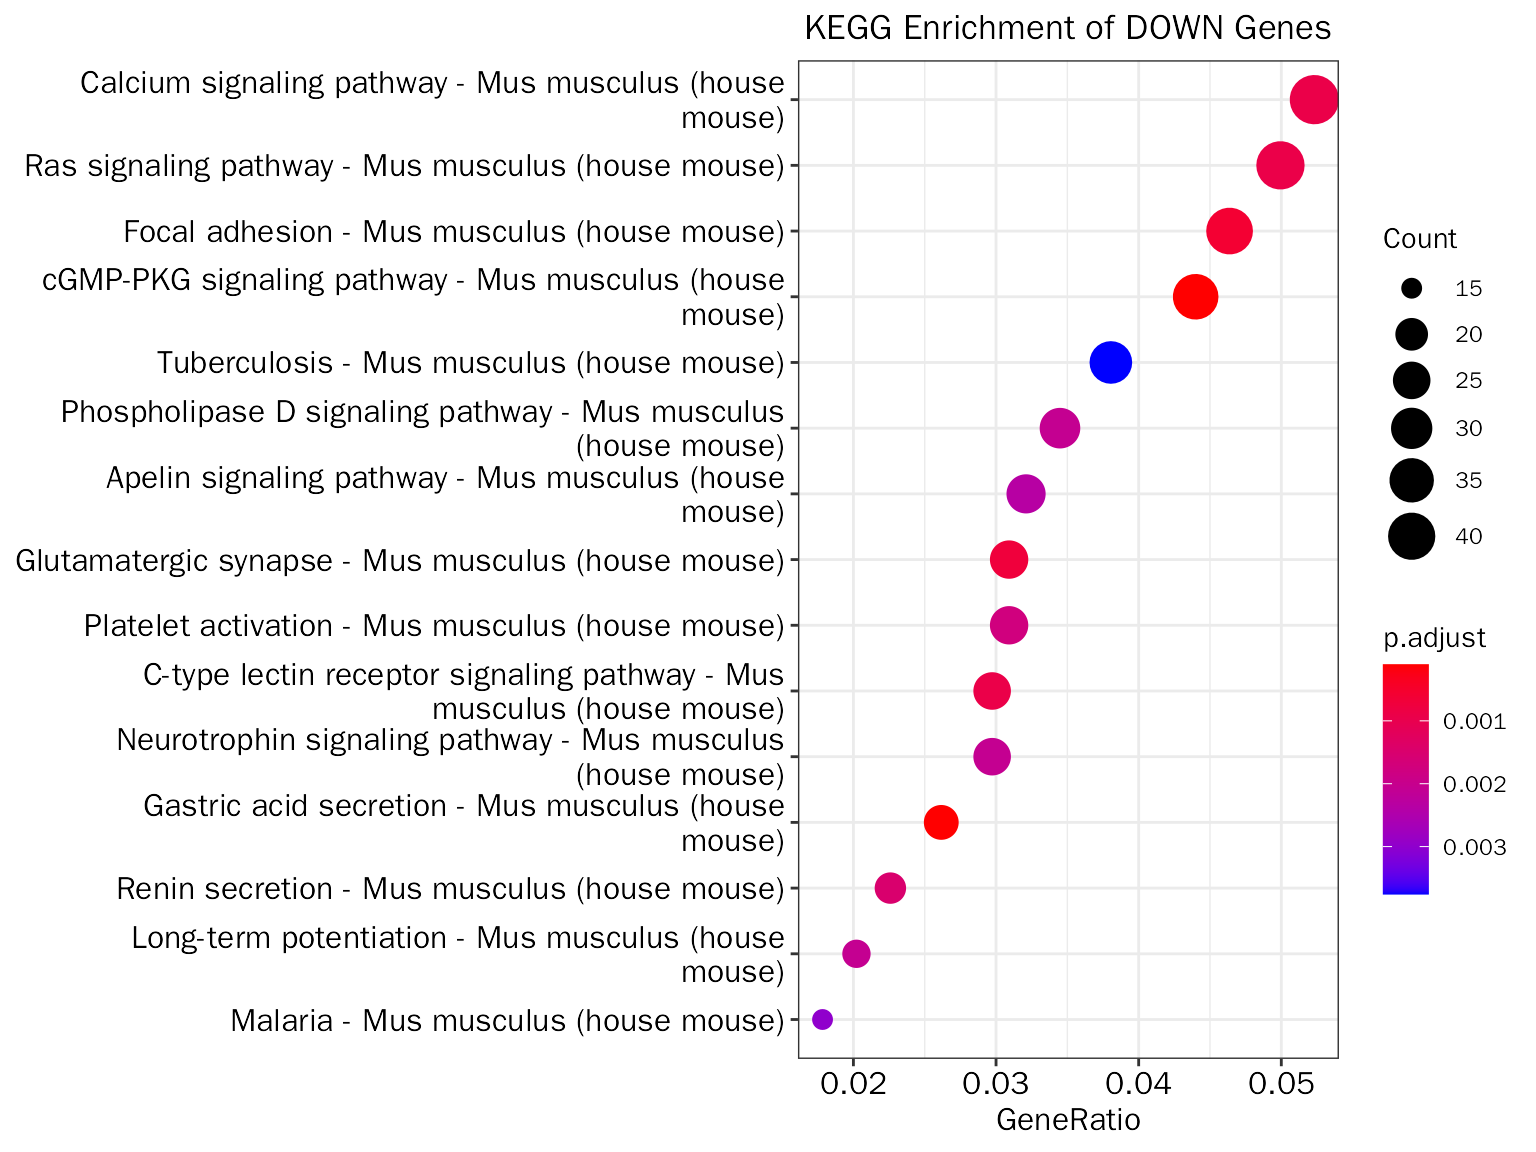 KEGG Enrichment of DOWN Genes
Calcium signaling pathway - Mus musculus (house
mouse)
Ras signaling pathway - Mus musculus (house mouse)
Focal adhesion - Mus musculus (house mouse)
cGMP-PKG signaling pathway - Mus musculus (house
mouse)
Tuberculosis - Mus musculus (house mouse)
Phospholipase D signaling pathway - Mus musculus
(house mouse)
Apelin signaling pathway - Mus musculus (house
mouse)
Glutamatergic synapse - Mus musculus (house mouse)
Platelet activation - Mus musculus (house mouse)
C-type lectin receptor signaling pathway - Mus
musculus (house mouse)
Neurotrophin signaling pathway - Mus musculus
(house mouse)
Gastric acid secretion - Mus musculus (house
mouse)
Renin secretion - Mus musculus (house mouse)
Long-term potentiation - Mus musculus (house
mouse)
Malaria - Mus musculus (house mouse)
0.02 0.03 0.04 0.05
GeneRatio
Count
15
20
25
30
35
40
p.adjust
0.001
0.002
0.003